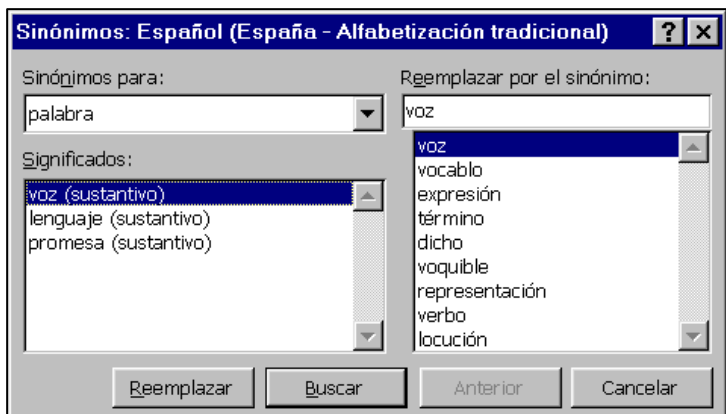 Sinónimos: Español (España - Alfabetización tradicional)
Sinónimos para:
palabra
Significados:
voz (sustantivo)
lenguaje (sustantivo)
promesa (sustantivo)
Reemplazar por el sinónimo:
voz
voz
vocablo
expresión
término
dicho
voquible
representación
verbo
locución
Reemplazar
Buscar
Anterior
Cancelar